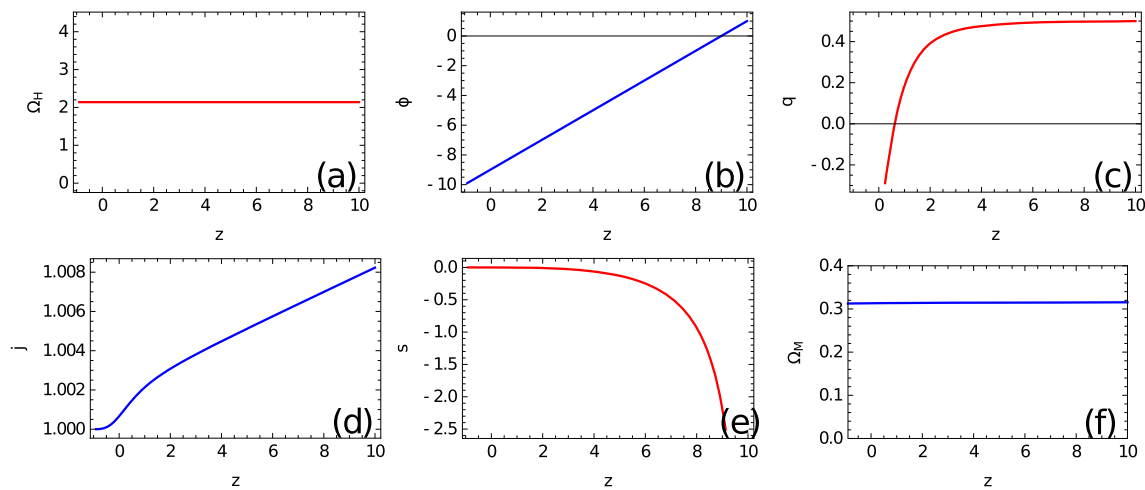 4
3
2
1
0
Ω_H
(a)
0 2 4 6 8 10
z
0
- 2
- 4
- 6
- 8
- 10
ϕ
(b)
0 2 4 6 8 10
z
0.4
0.2
0.0
- 0.2
q
(c)
0 2 4 6 8 10
z
1.008
1.006
1.004
1.002
1.000
j
(d)
0 2 4 6 8 10
z
0.0
- 0.5
- 1.0
- 1.5
- 2.0
- 2.5
s
(e)
0 2 4 6 8 10
z
0.4
0.3
0.2
0.1
0.0
Ω_M
(f)
0 2 4 6 8 10
z